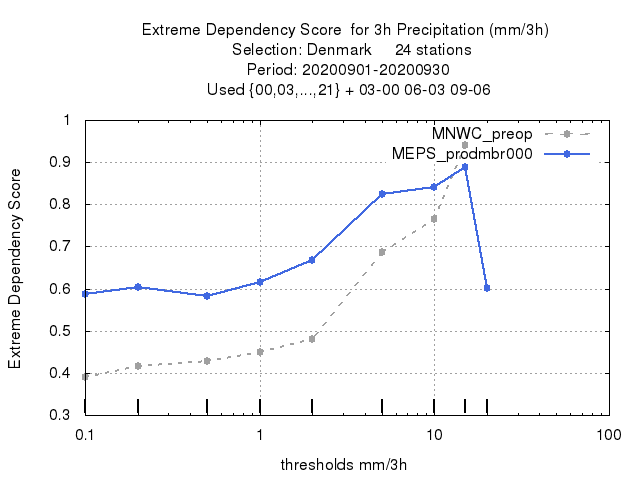 Extreme Dependency Score  for 3h Precipitation (mm/3h)
Selection: Denmark     24 stations
Period: 20200901-20200930
Used {00,03,...,21} + 03-00 06-03 09-06
MNWC_preop
MEPS_prodmbr000
Extreme Dependency Score
1
0.9
0.8
0.7
0.6
0.5
0.4
0.3
0.1 1 10 100
thresholds mm/3h